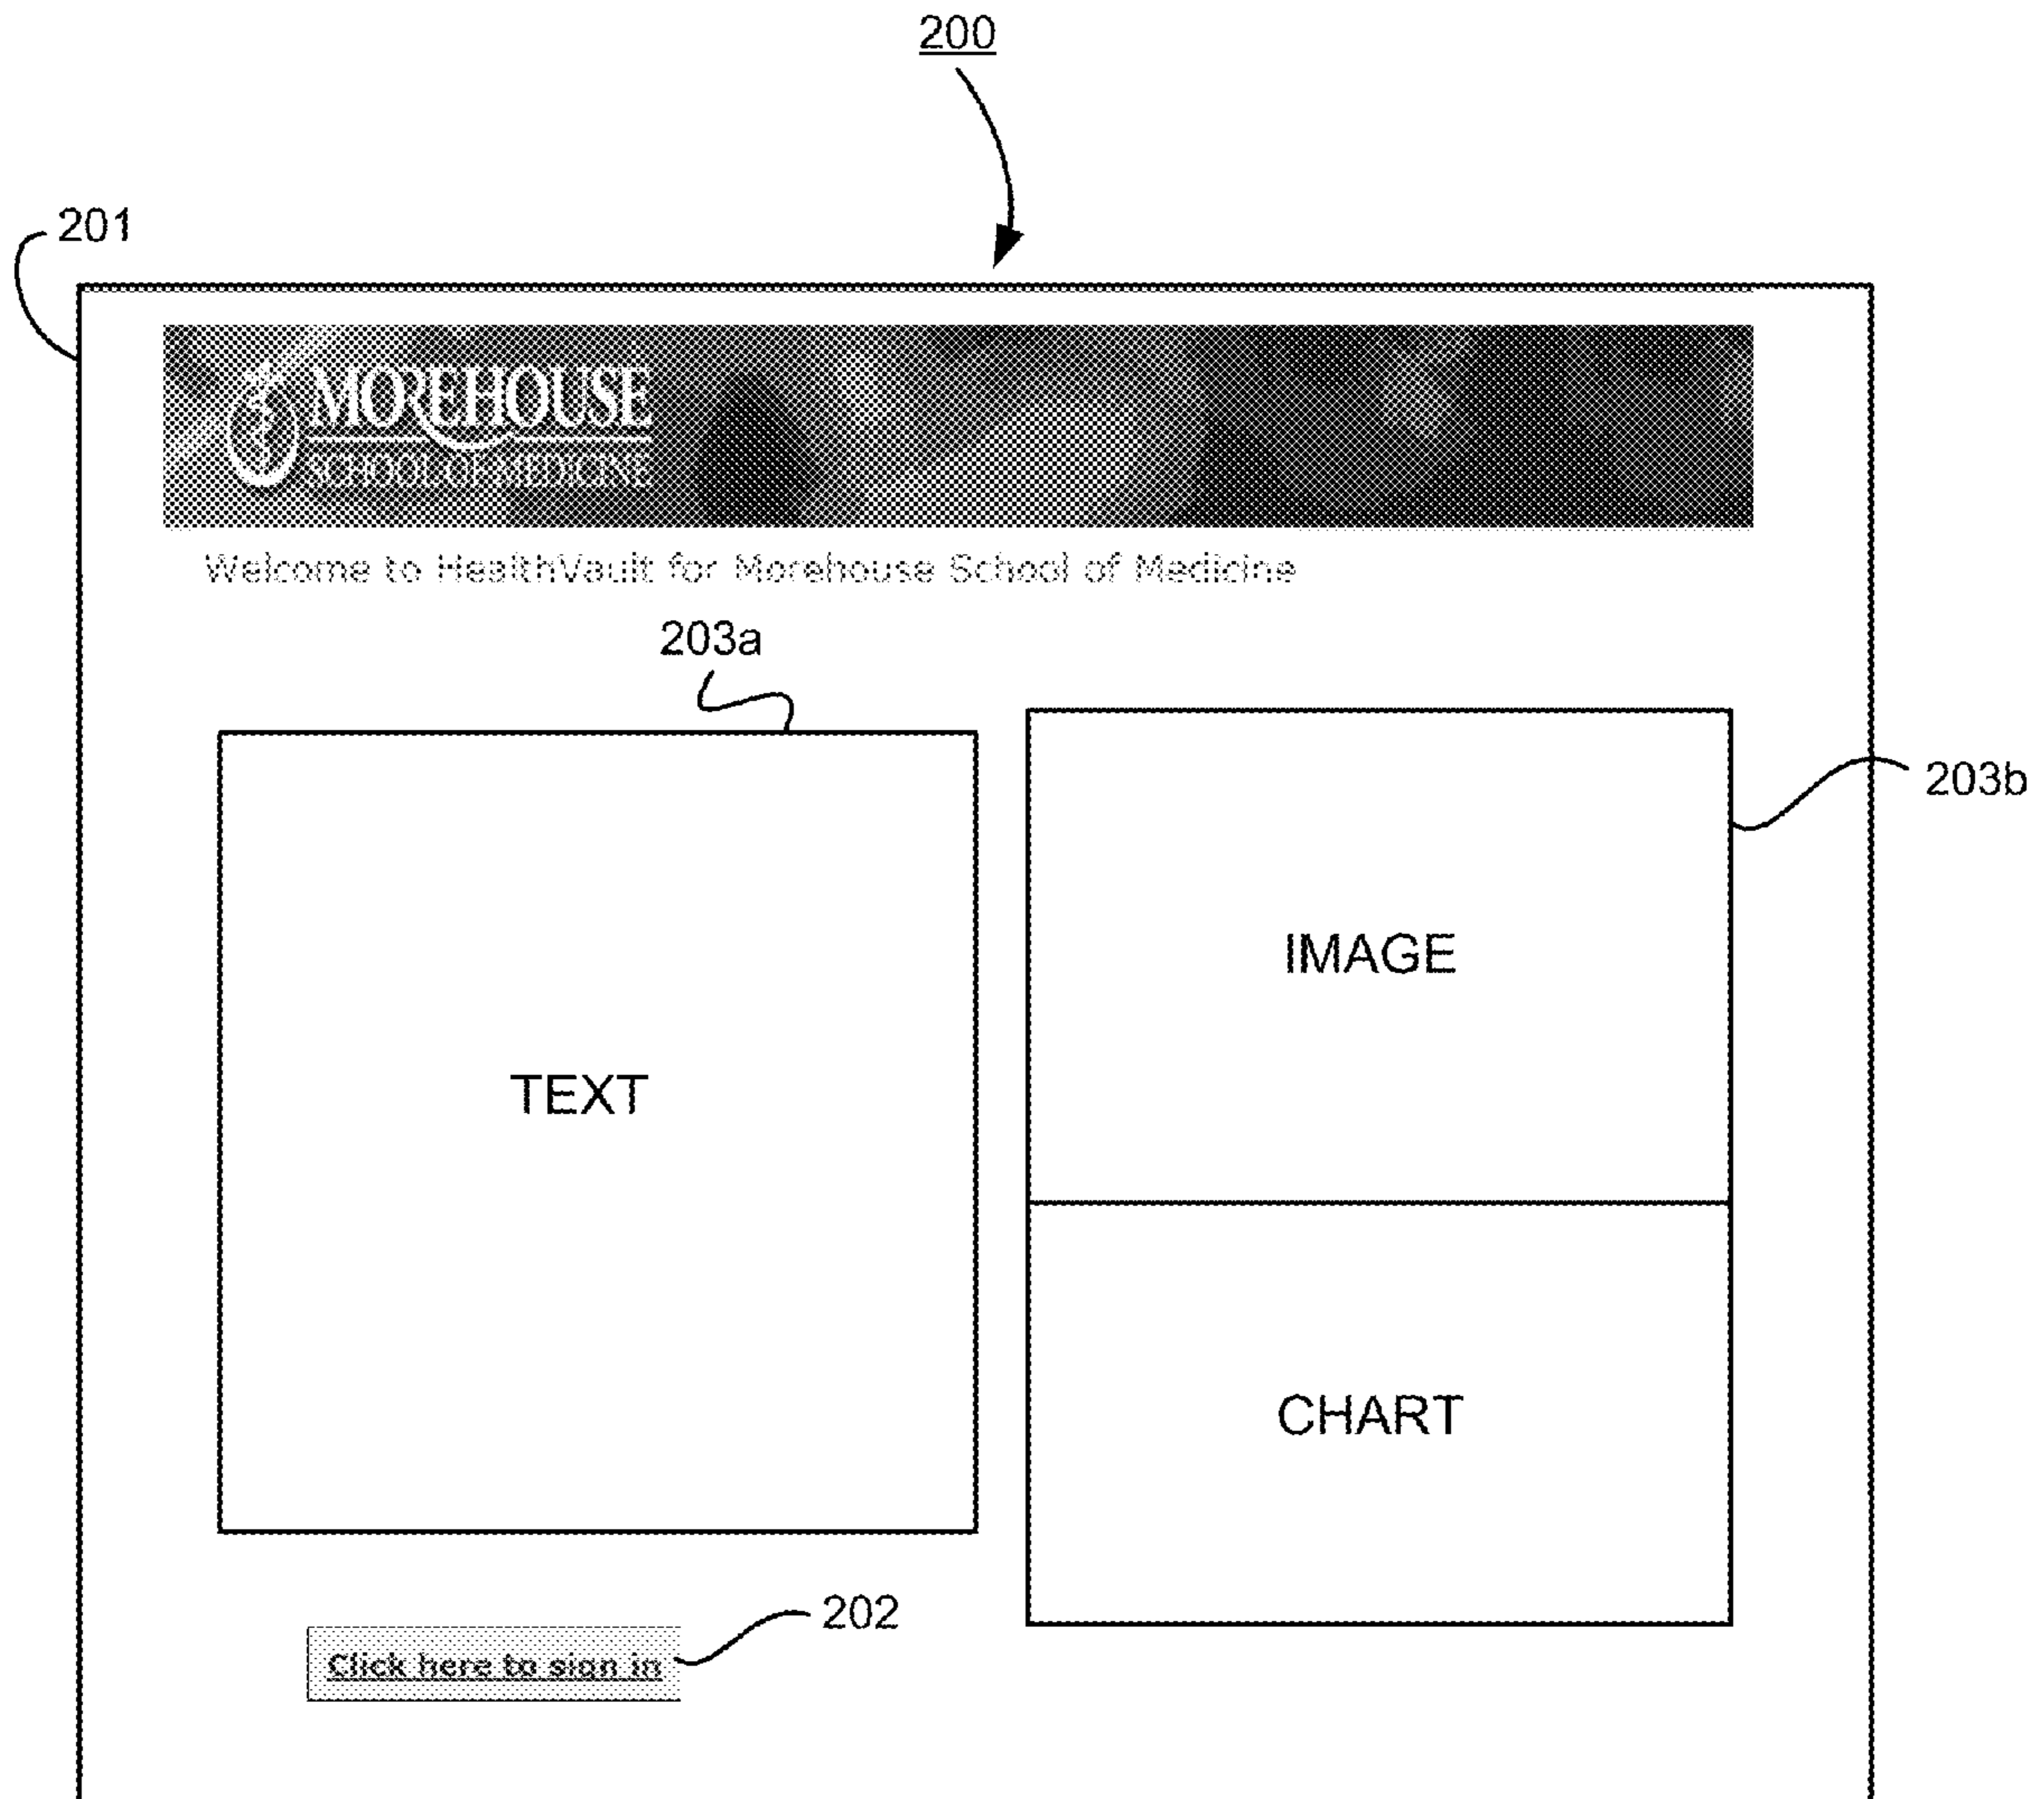 200
201
MOREHOUSE
SCHOOL OF MEDICINE
Welcome to HealthVault for Morehouse School of Medicine
203a
203b
IMAGE
TEXT
CHART
202
Click here to sign in